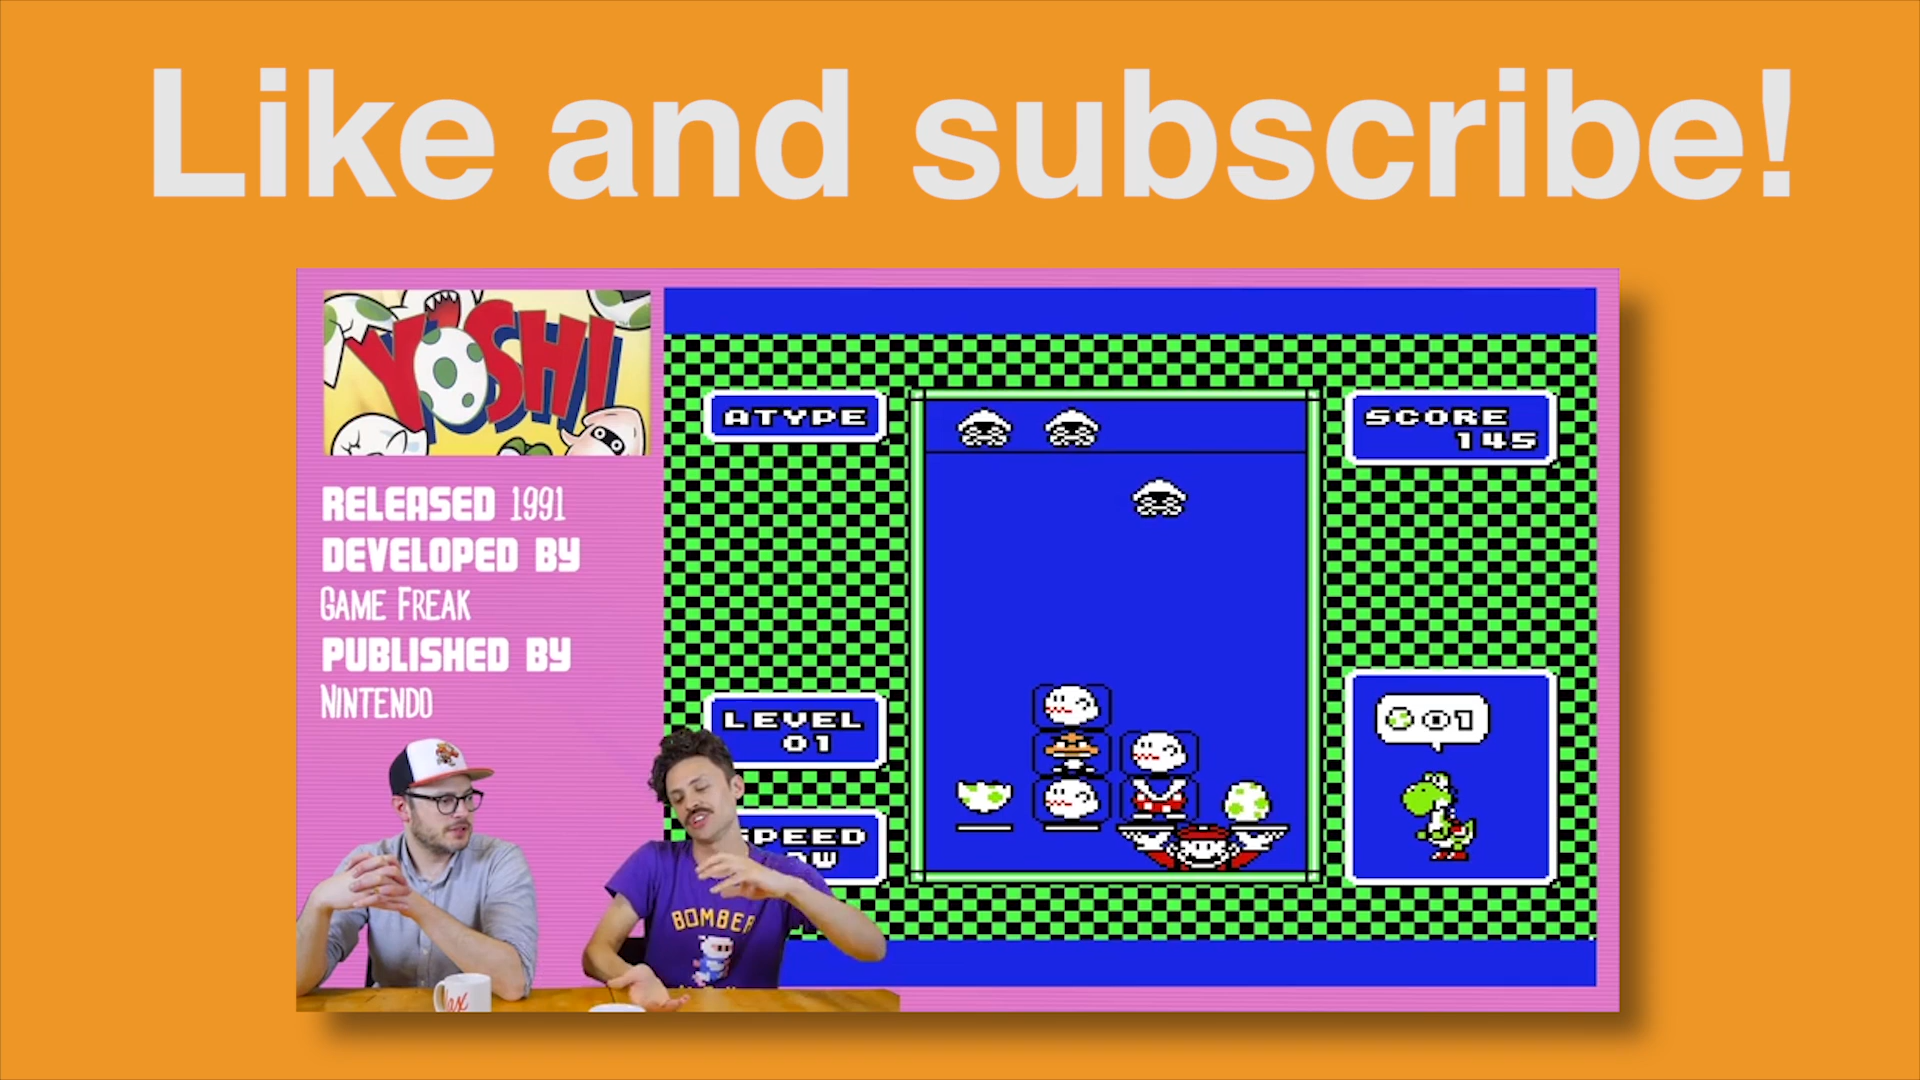 Like and subscribe!
YOSHI
RELEASED 1991
DEVELOPED BY
GAME FREAK
PUBLISHED BY
NINTENDO
ATYPE
SCORE
145
LEVEL
01
01
BOMBER